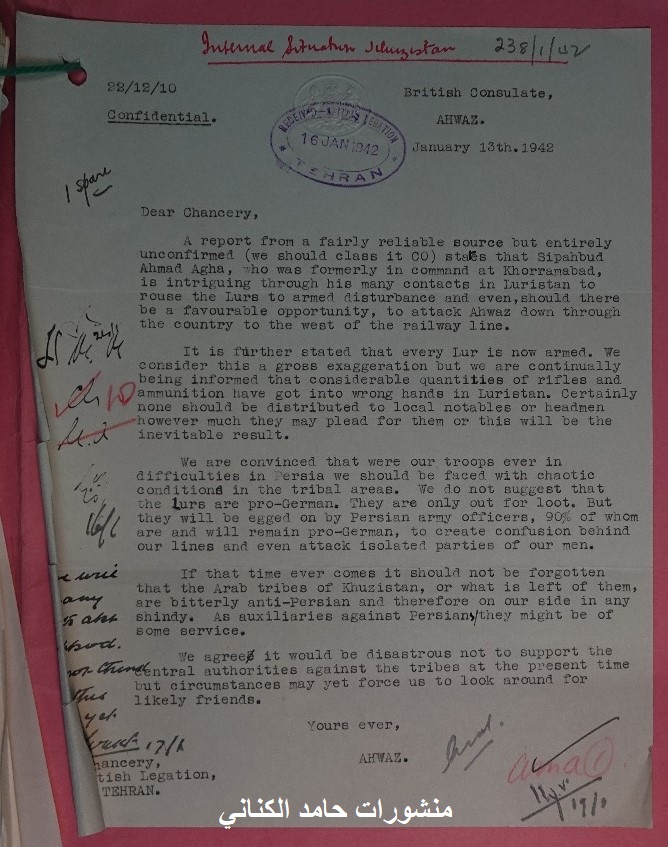 Internal Situation Khuzistan 238/1/42
22/12/10
British Consulate,
Confidential.
AHWAZ.
RECEIVED IN THE LEGATION
16 JAN 1942
TEHRAN
January 13th. 1942
1 spare
Dear Chancery,
A report from a fairly reliable source but entirely
unconfirmed (we should class it CO) states that Sipahbud
Ahmad Agha, who was formerly in command at Khorramabad,
is intriguing through his many contacts in Luristan to
rouse the Lurs to armed disturbance and even,should there
be a favourable opportunity, to attack Ahwaz down through
the country to the west of the railway line.
It is further stated that every Lur is now armed. We
consider this a gross exaggeration but we are continually
being informed that considerable quantities of rifles and
ammunition have got into wrong hands in Luristan. Certainly
none should be distributed to local notables or headmen
however much they may plead for them or this will be the
inevitable result.
We are convinced that were our troops ever in
difficulties in Persia we should be faced with chaotic
conditions in the tribal areas. We do not suggest that
the Lurs are pro-German. They are only out for loot. But
they will be egged on by Persian army officers, 90% of whom
are and will remain pro-German, to create confusion behind
our lines and even attack isolated parties of our men.
If that time ever comes it should not be forgotten
that the Arab tribes of Khuzistan, or what is left of them,
are bitterly anti-Persian and therefore on our side in any
shindy. As auxiliaries against Persians/they might be of
some service.
We agree it would be disastrous not to support the
central authorities against the tribes at the present time
but circumstances may yet force us to look around for
likely friends.
Yours ever,
AHWAZ.
17/1
hancery,
tish Legation,
TEHRAN.
19/1
منشورات حامد الكناني